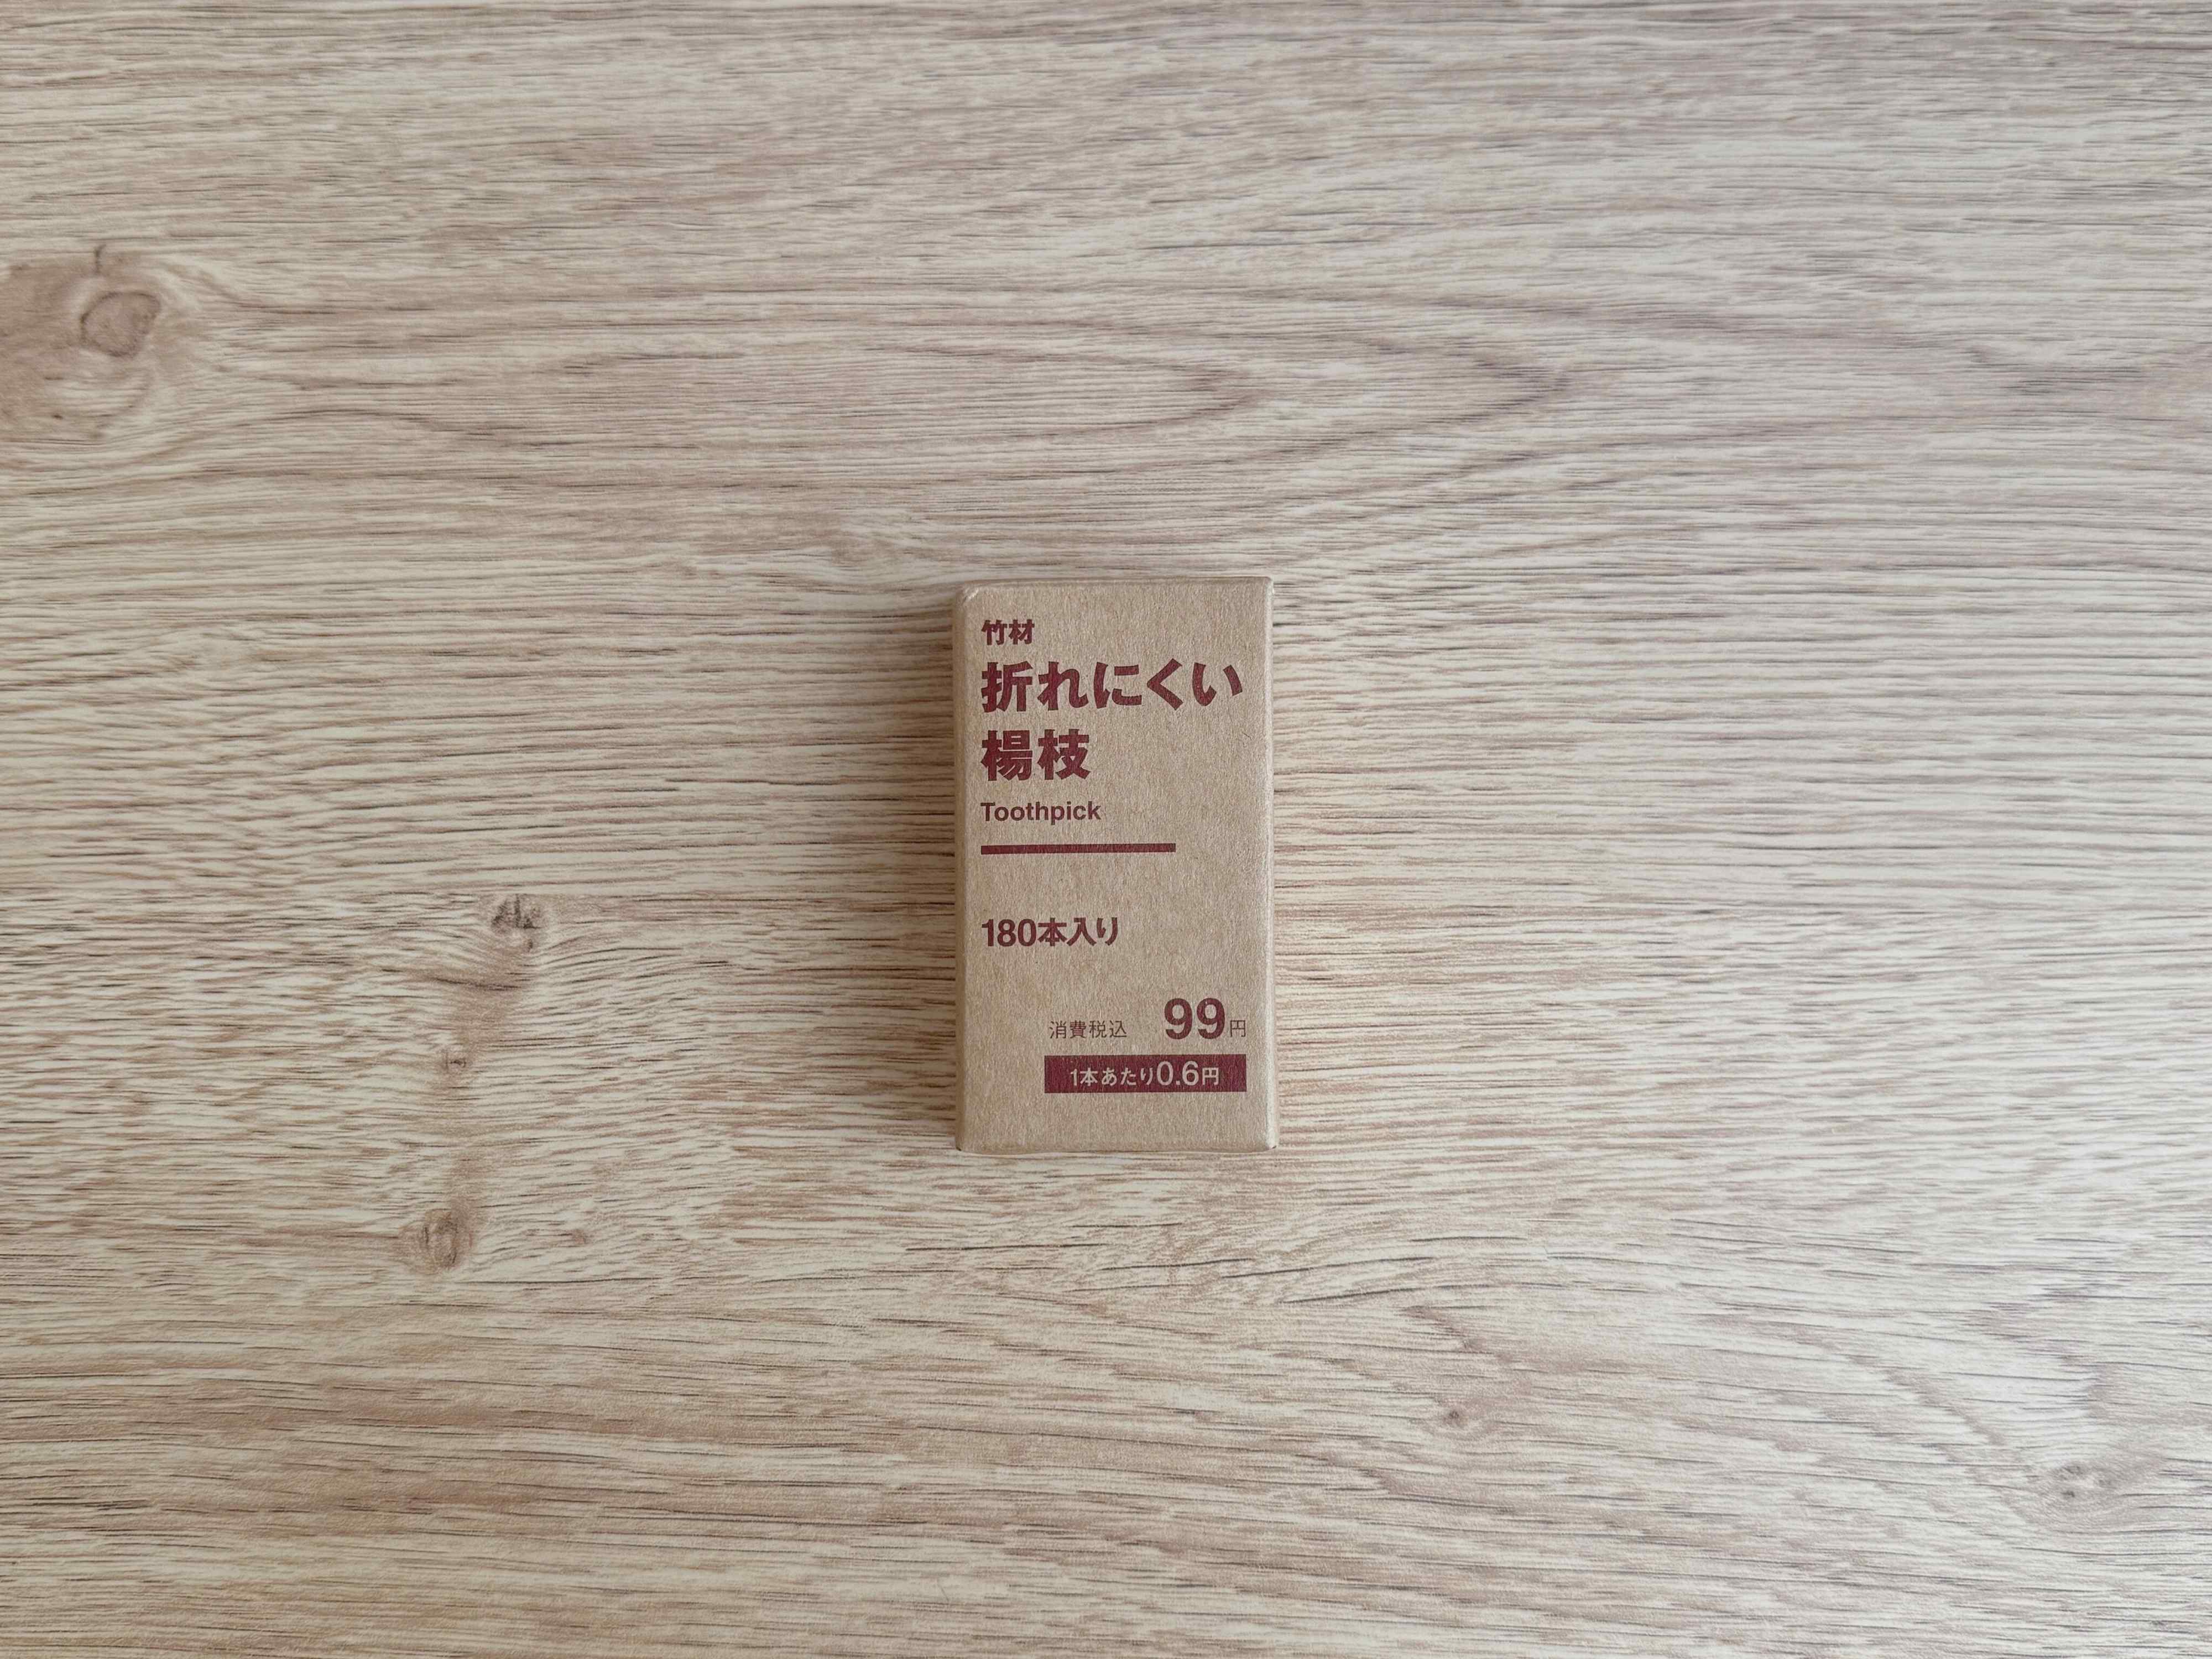 竹材
折れにくい
楊枝
Toothpick
180本入り
消費税込 99円
1本あたり0.6円